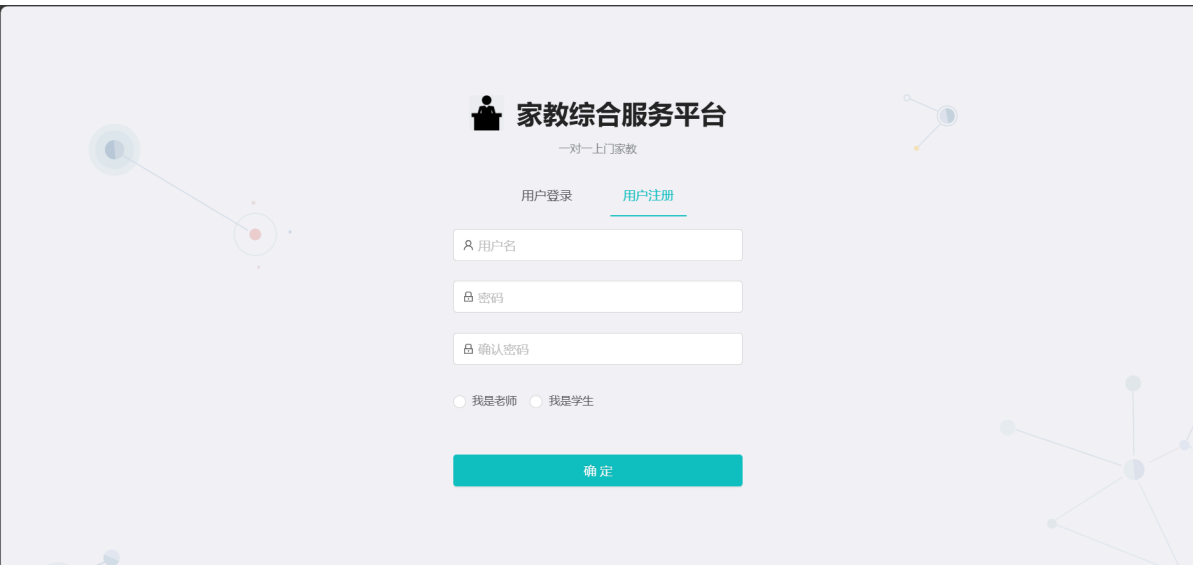 家教综合服务平台
一对一上门家教
用户登录 用户注册
用户名
密码
确认密码
我是老师 我是学生
确 定